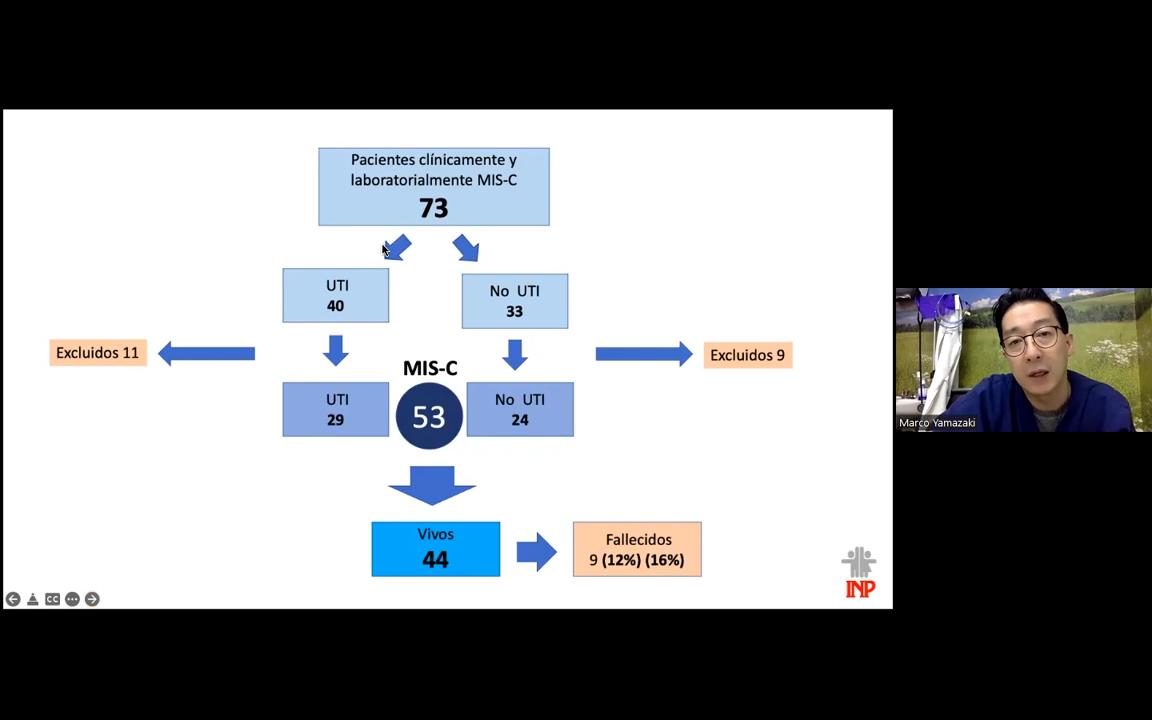 Pacientes clínicamente y
laboratorialmente MIS-C
73
UTI
40
No UTI
33
Excluidos 11
Excluidos 9
MIS-C
UTI
29
53
No UTI
24
Vivos
44
Fallecidos
9 (12%) (16%)
INP
CC
Marco Yamazaki